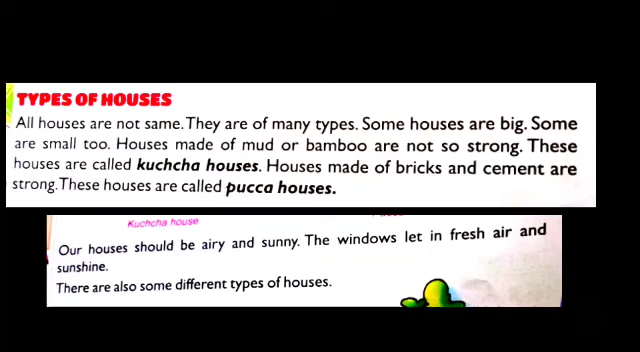 TYPES OF HOUSES
All houses are not same. They are of many types. Some houses are big. Some
are small too. Houses made of mud or bamboo are not so strong. These
houses are called kuchcha houses. Houses made of bricks and cement are
strong. These houses are called pucca houses.
Kuchcha house
Our houses should be airy and sunny. The windows let in fresh air and
sunshine.
There are also some different types of houses.